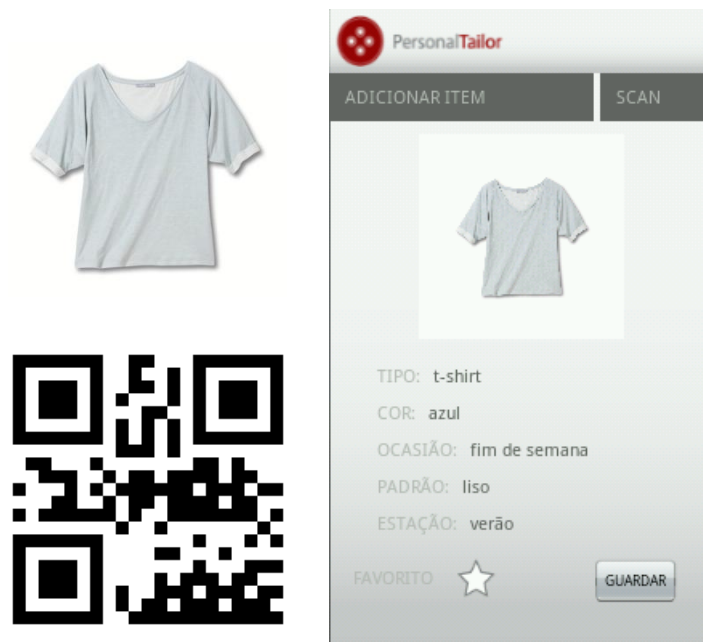 PersonalTailor
ADICIONAR ITEM
SCAN
TIPO: t-shirt
COR: azul
OCASIÃO: fim de semana
PADRÃO: liso
ESTAÇÃO: verão
FAVORITO
GUARDAR